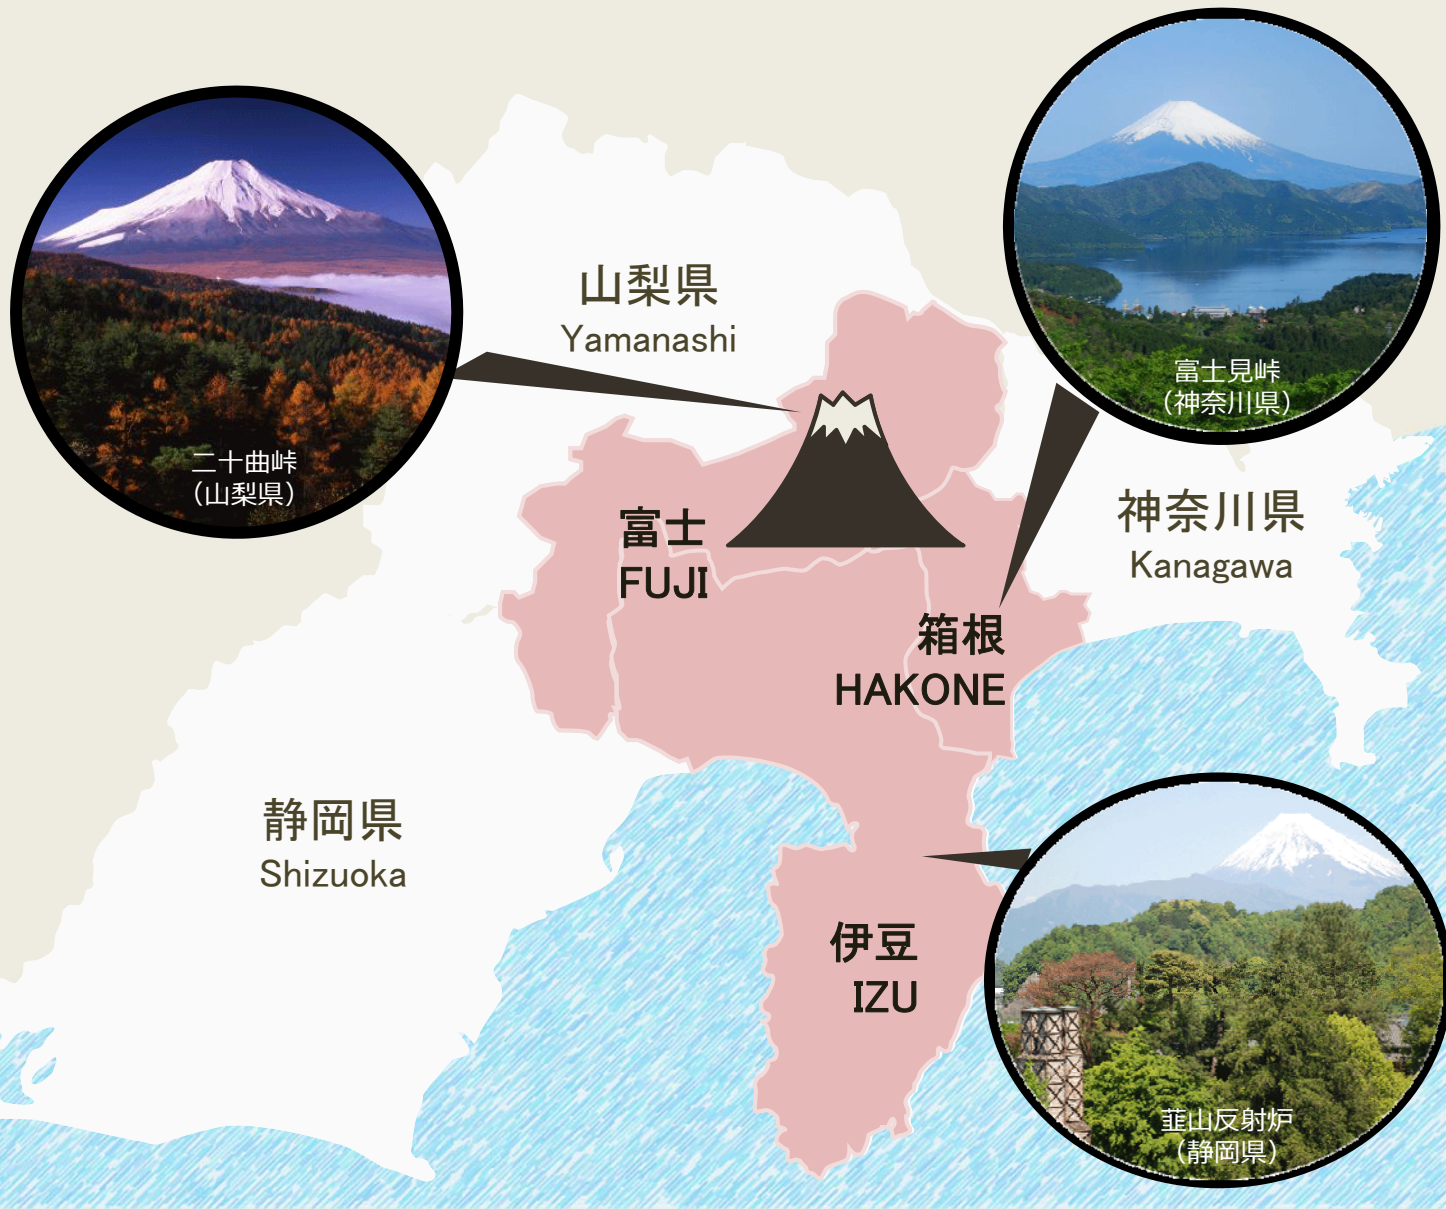 山梨県
Yamanashi
二十曲峠
（山梨県）
富士見峠
（神奈川県）
富士
FUJI
神奈川県
Kanagawa
箱根
HAKONE
静岡県
Shizuoka
伊豆
IZU
韮山反射炉
（静岡県）